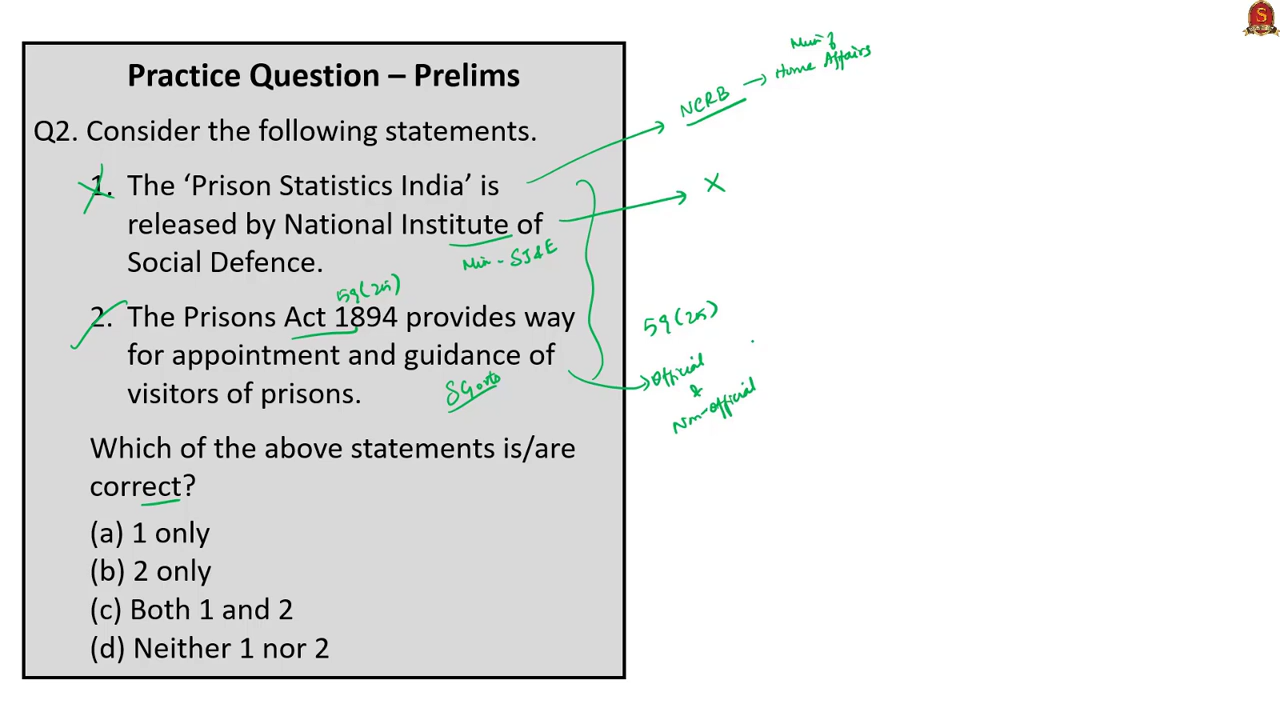 Practice Question – Prelims
Q2. Consider the following statements.
1. The ‘Prison Statistics India’ is
released by National Institute of
Social Defence.
Min - SJ&E
59(25)
2. The Prisons Act 1894 provides way
for appointment and guidance of
visitors of prisons.
SGovts
Which of the above statements is/are
correct?
(a) 1 only
(b) 2 only
(c) Both 1 and 2
(d) Neither 1 nor 2
Min of
Home Affairs
NCRB
X
59(25)
Official
&
Non-official
S